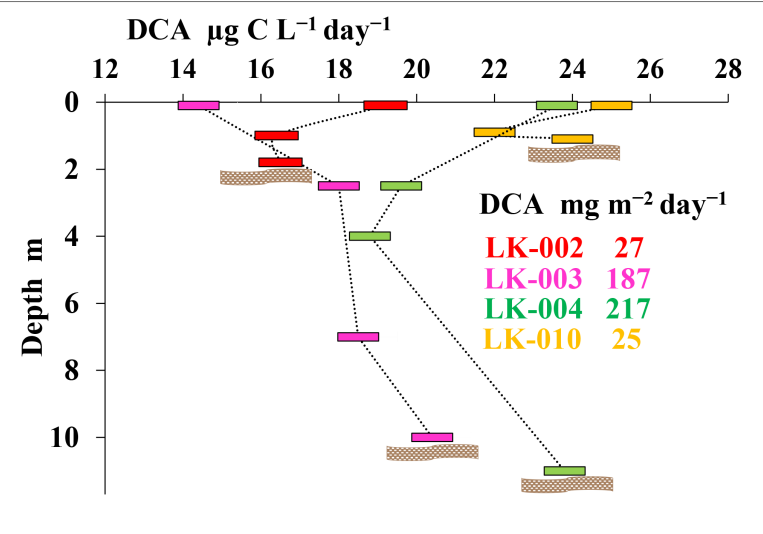 DCA µg C L⁻¹ day⁻¹
12 14 16 18 20 22 24 26 28
0
2
4
6
8
10
Depth m
DCA mg m⁻² day⁻¹
LK-002 27
LK-003 187
LK-004 217
LK-010 25